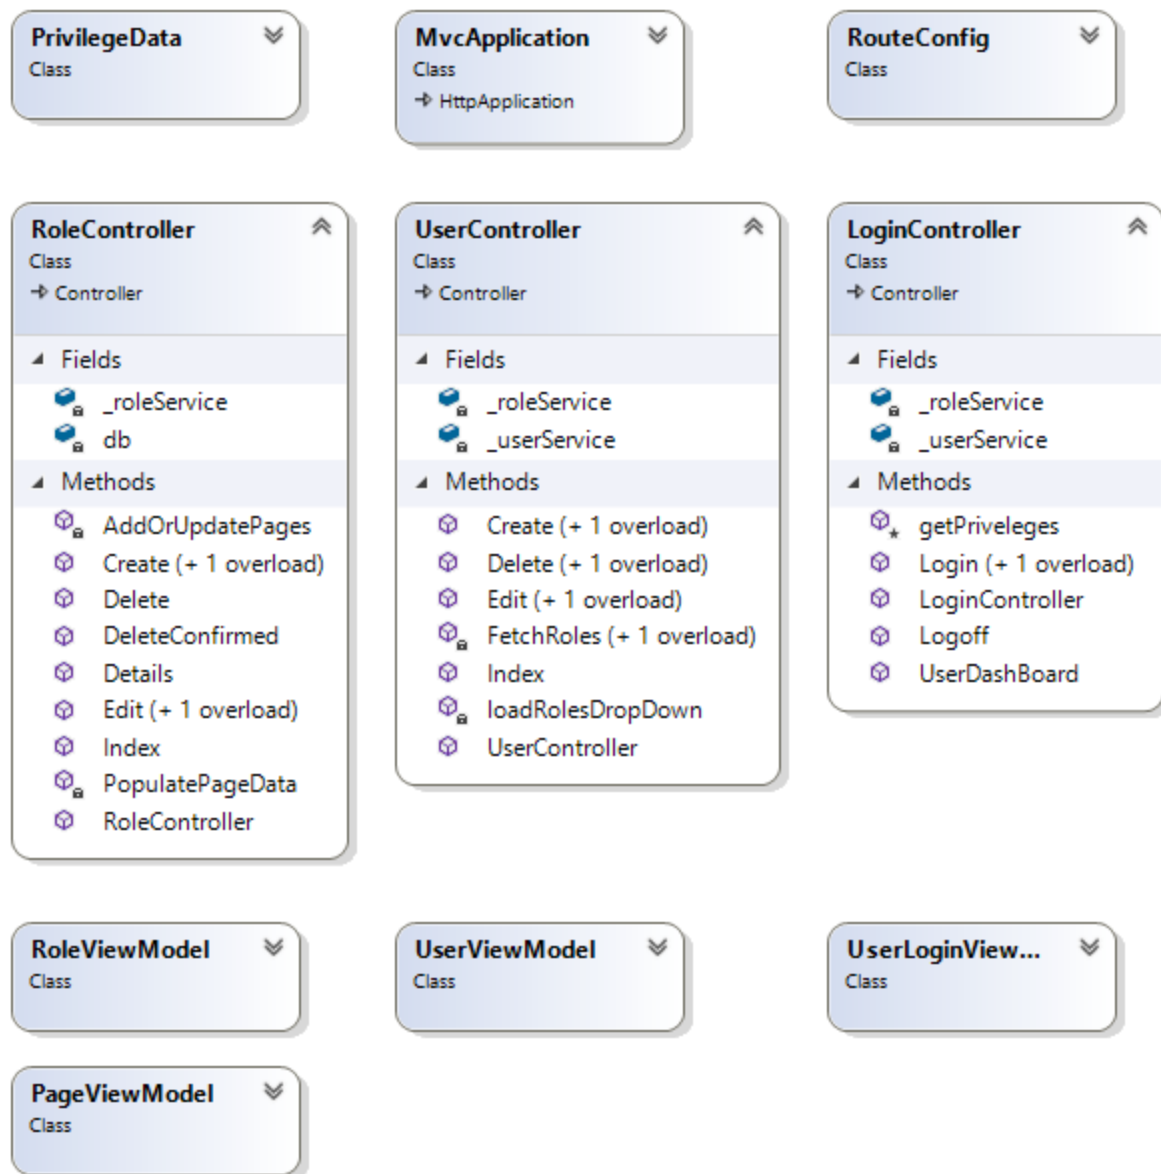 PrivilegeData
Class
MvcApplication
Class
HttpApplication
RouteConfig
Class
RoleController
Class
Controller
Fields
_roleService
db
Methods
AddOrUpdatePages
Create (+ 1 overload)
Delete
DeleteConfirmed
Details
Edit (+ 1 overload)
Index
PopulatePageData
RoleController
UserController
Class
Controller
Fields
_roleService
_userService
Methods
Create (+ 1 overload)
Delete (+ 1 overload)
Edit (+ 1 overload)
FetchRoles (+ 1 overload)
Index
loadRolesDropDown
UserController
LoginController
Class
Controller
Fields
_roleService
_userService
Methods
getPriveleges
Login (+ 1 overload)
LoginController
Logoff
UserDashBoard
RoleViewModel
Class
UserViewModel
Class
UserLoginView...
Class
PageViewModel
Class